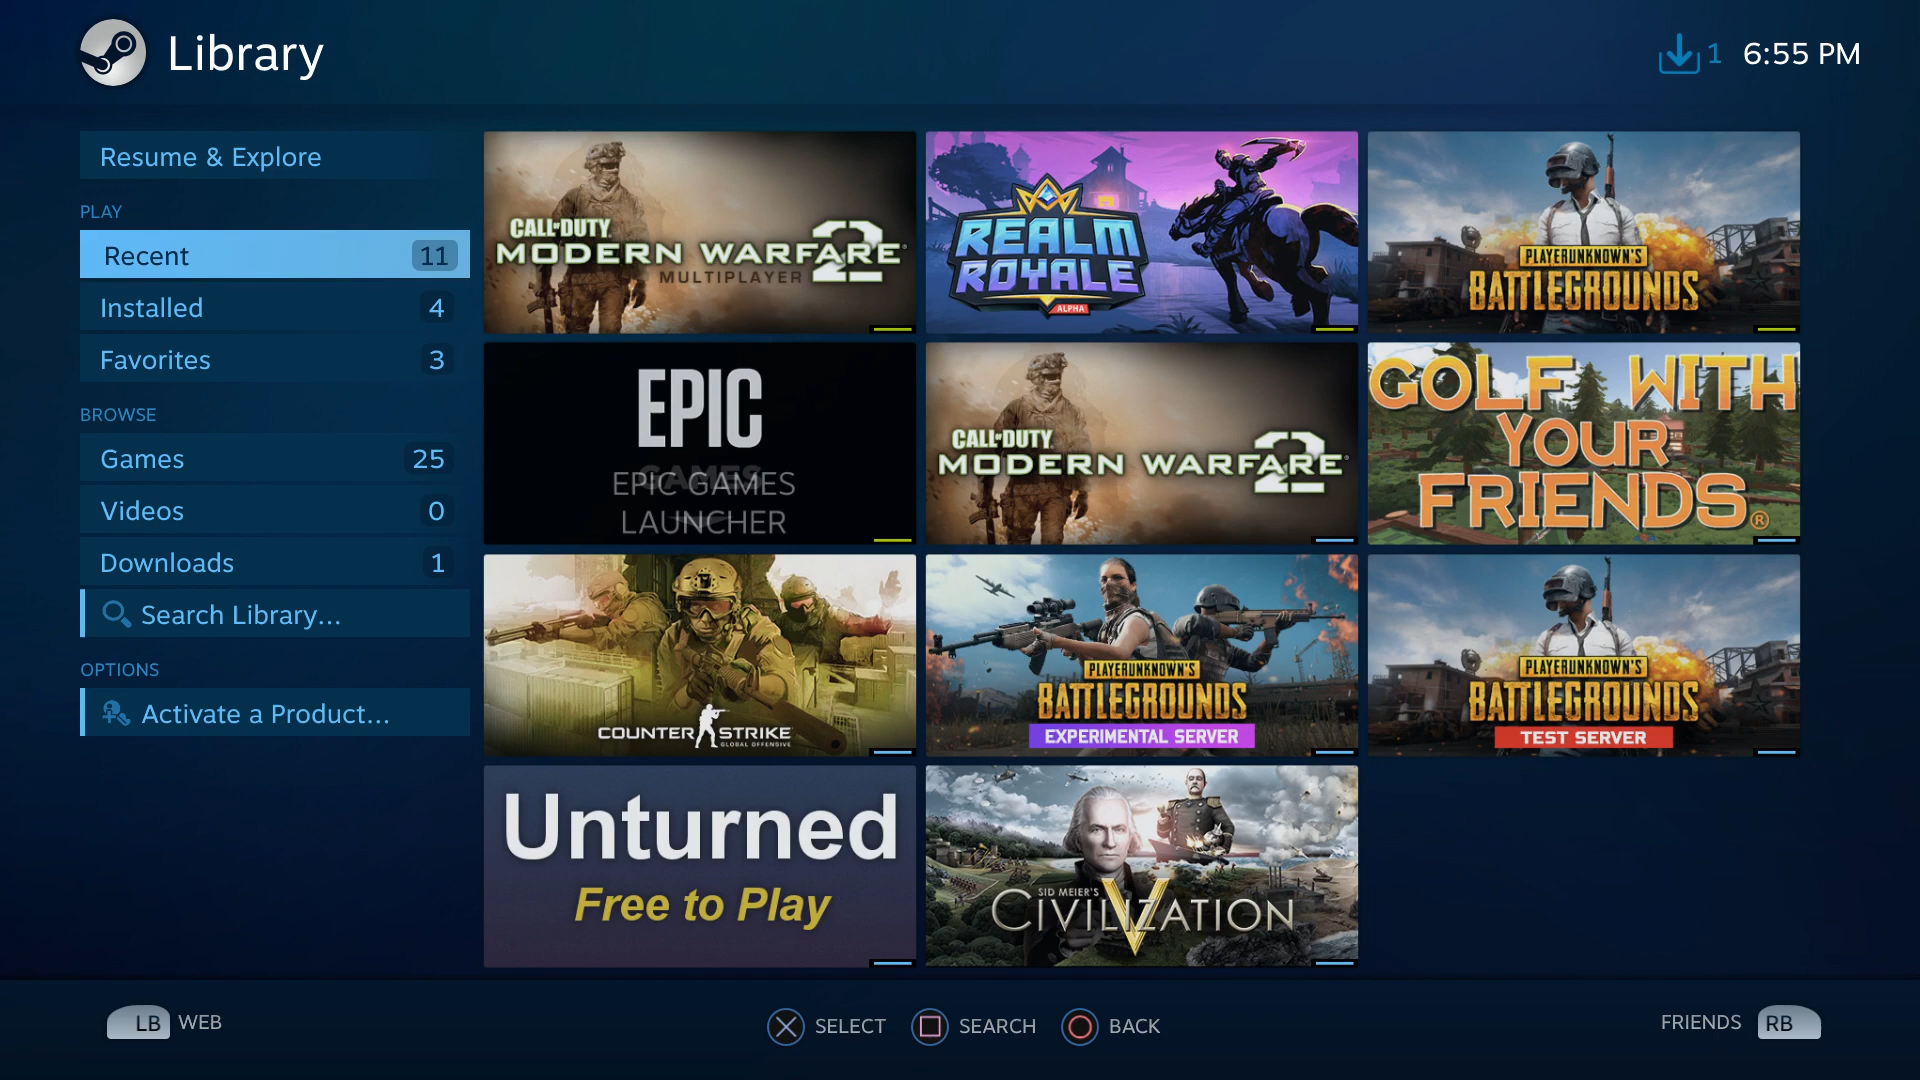 Library
1 6:55 PM
Resume & Explore
PLAY
Recent 11
Installed 4
Favorites 3
BROWSE
Games 25
Videos 0
Downloads 1
Search Library...
OPTIONS
Activate a Product...
CALL OF DUTY
MODERN WARFARE 2®
MULTIPLAYER
REALM
ROYALE
ALPHA
PLAYERUNKNOWN'S
BATTLEGROUNDS
EPIC
GAMES
EPIC GAMES
LAUNCHER
CALL OF DUTY
MODERN WARFARE 2®
GOLF WITH
YOUR
FRIENDS®
COUNTER STRIKE
GLOBAL OFFENSIVE
PLAYERUNKNOWN'S
BATTLEGROUNDS
EXPERIMENTAL SERVER
PLAYERUNKNOWN'S
BATTLEGROUNDS
TEST SERVER
Unturned
Free to Play
SID MEIER'S
CIVILIZATION V
LB WEB
SELECT SEARCH BACK
FRIENDS RB